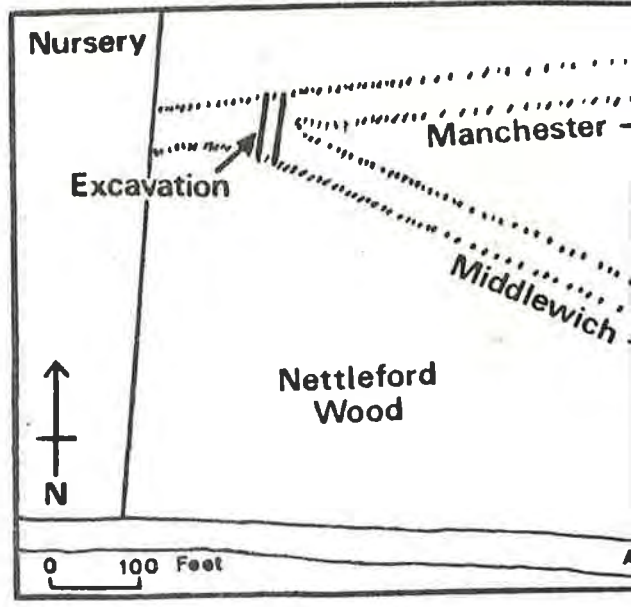 Nursery
Manchester -
Excavation
Middlewich -
Nettleford
Wood
N
A
0 100 Feet